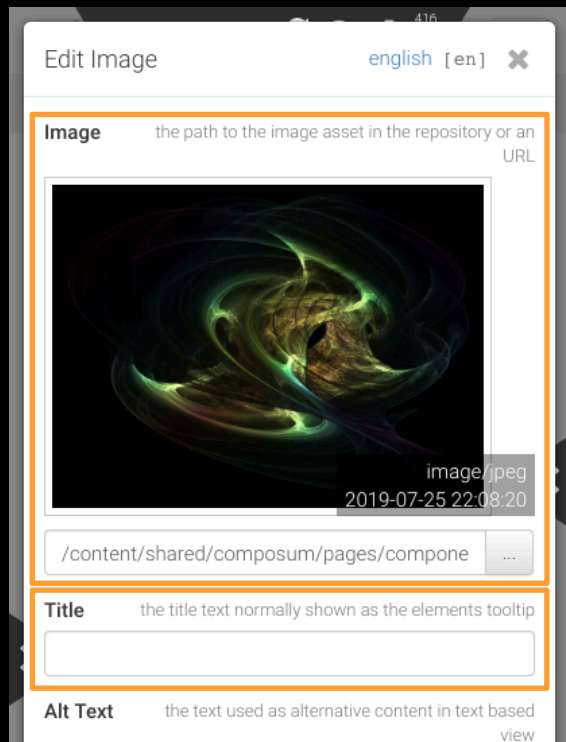 416
Edit Image english [en] ✖
Image the path to the image asset in the repository or an
URL
image/jpeg
2019-07-25 22:08:20
/content/shared/composum/pages/compone ...
Title the title text normally shown as the elements tooltip
Alt Text the text used as alternative content in text based
view